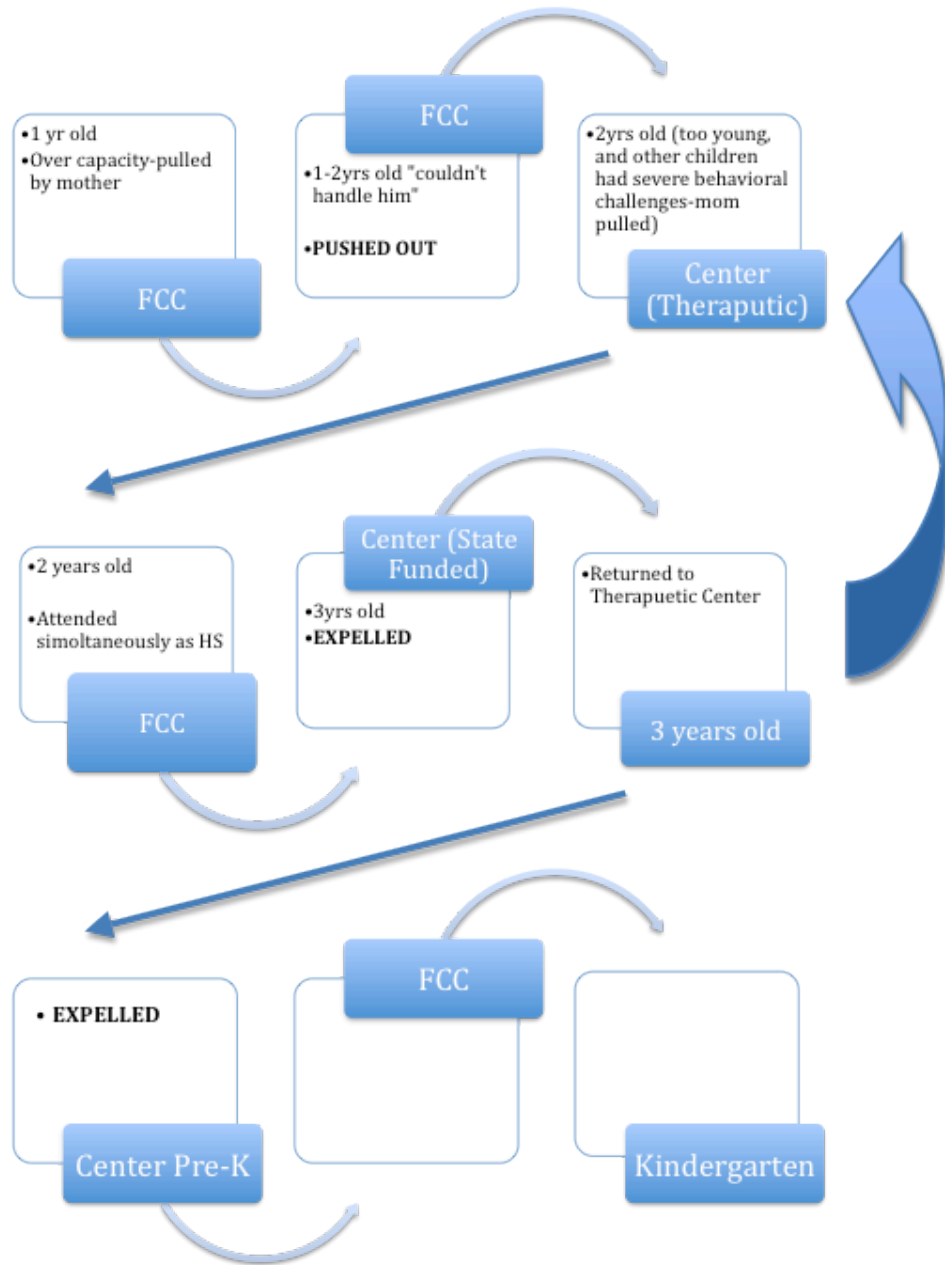 •1 yr old
•Over capacity-pulled
by mother
FCC
FCC
•1-2yrs old "couldn't
handle him"
•PUSHED OUT
•2yrs old (too young,
and other children
had severe behavioral
challenges-mom
pulled)
Center
(Theraputic)
•2 years old
•Attended
simoltaneously as HS
FCC
Center (State
Funded)
•3yrs old
•EXPELLED
•Returned to
Therapuetic Center
3 years old
• EXPELLED
Center Pre-K
FCC
Kindergarten